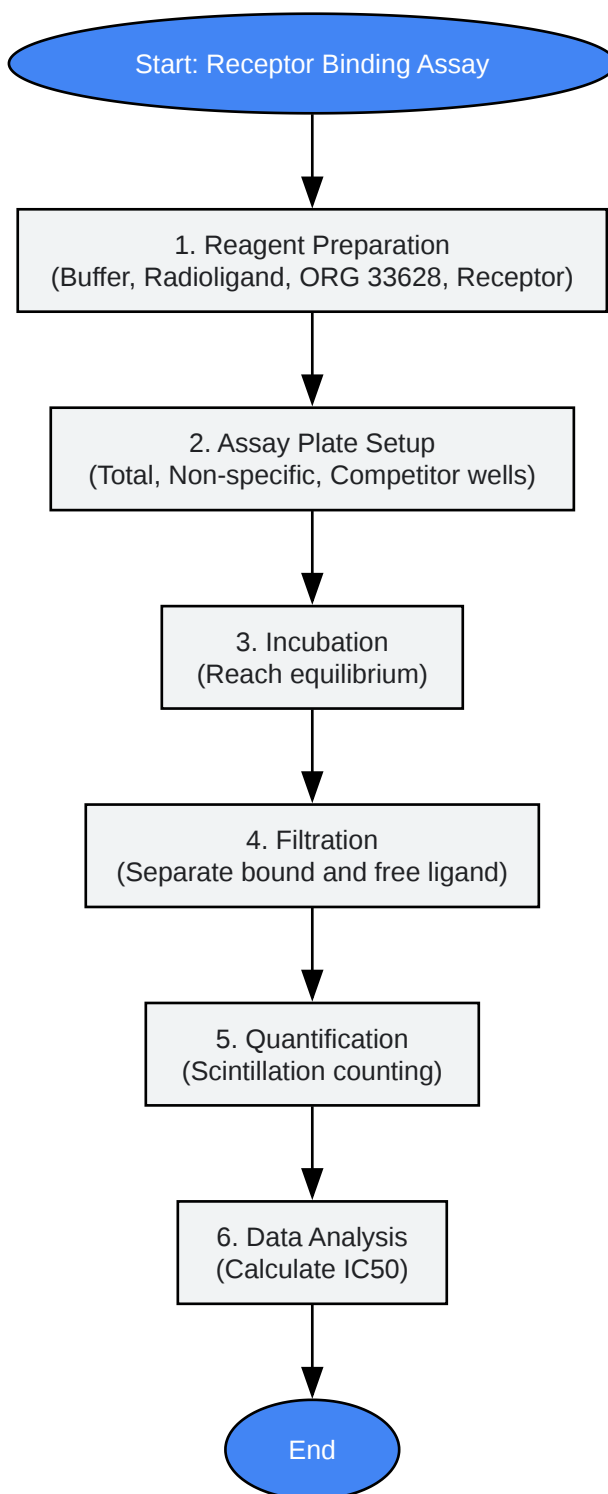 Start: Receptor Binding Assay
1. Reagent Preparation
(Buffer, Radioligand, ORG 33628, Receptor)
2. Assay Plate Setup
(Total, Non-specific, Competitor wells)
3. Incubation
(Reach equilibrium)
4. Filtration
(Separate bound and free ligand)
5. Quantification
(Scintillation counting)
6. Data Analysis
(Calculate IC50)
End